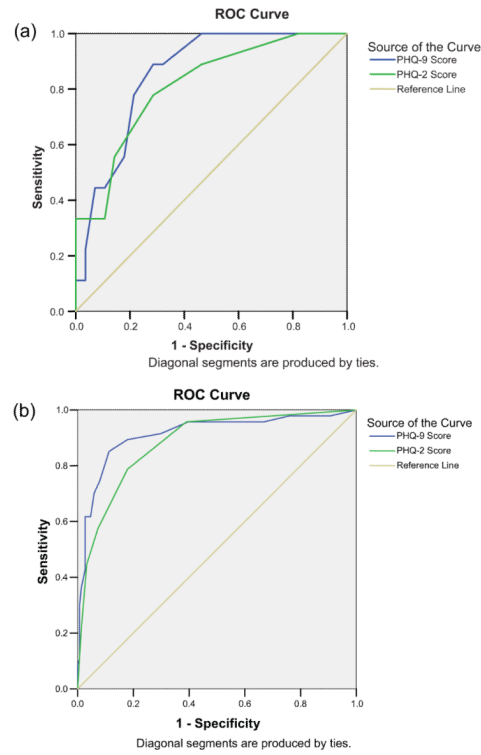 (a)
ROC Curve
Source of the Curve
PHQ-9 Score
PHQ-2 Score
Reference Line
Sensitivity
1.0
0.8
0.6
0.4
0.2
0.0
0.0 0.2 0.4 0.6 0.8 1.0
1 - Specificity
Diagonal segments are produced by ties.
(b)
ROC Curve
Source of the Curve
PHQ-9 Score
PHQ-2 Score
Reference Line
Sensitivity
1.0
0.8
0.6
0.4
0.2
0.0
0.0 0.2 0.4 0.6 0.8 1.0
1 - Specificity
Diagonal segments are produced by ties.